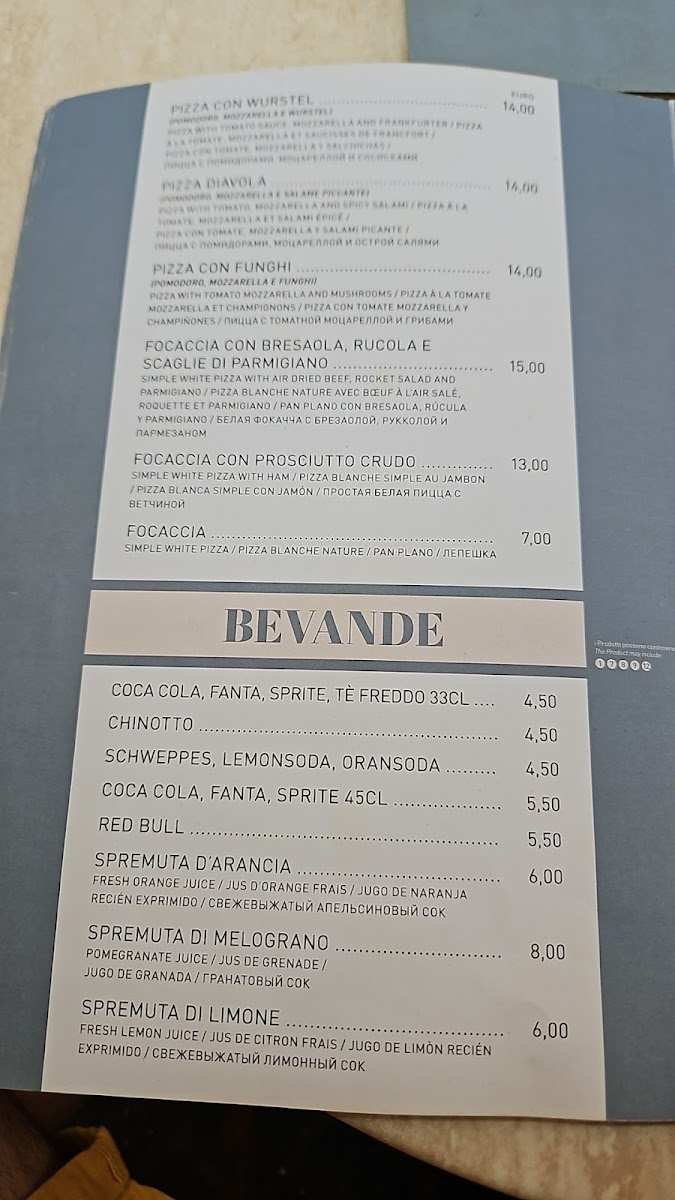 EURO
PIZZA CON WURSTEL ........ 14,00
(POMODORO, MOZZARELLA E WURSTEL)
PIZZA WITH TOMATO SAUCE, MOZZARELLA AND FRANKFURTER / PIZZA
À LA TOMATE, MOZZARELLA ET SAUCISSES DE FRANCFORT /
PIZZA CON TOMATE, MOZZARELLA Y SALCHICHAS /
ПИЦЦА С ПОМИДОРАМИ, МОЦАРЕЛЛОЙ И СОСИСКАМИ
PIZZA DIAVOLA ........ 14,00
(POMODORO, MOZZARELLA E SALAME PICCANTE)
PIZZA WITH TOMATO, MOZZARELLA AND SPICY SALAMI / PIZZA À LA
TOMATE, MOZZARELLA ET SALAMI ÉPICÉ /
PIZZA CON TOMATE, MOZZARELLA Y SALAMI PICANTE /
ПИЦЦА С ПОМИДОРАМИ, МОЦАРЕЛЛОЙ И ОСТРОЙ САЛЯМИ
PIZZA CON FUNGHI ........ 14,00
(POMODORO, MOZZARELLA E FUNGHI)
PIZZA WITH TOMATO MOZZARELLA AND MUSHROOMS / PIZZA À LA TOMATE
MOZZARELLA ET CHAMPIGNONS / PIZZA CON TOMATE MOZZARELLA Y
CHAMPIÑONES / ПИЦЦА С ТОМАТНОЙ МОЦАРЕЛЛОЙ И ГРИБАМИ
FOCACCIA CON BRESAOLA, RUCOLA E
SCAGLIE DI PARMIGIANO ........ 15,00
SIMPLE WHITE PIZZA WITH AIR DRIED BEEF, ROCKET SALAD AND
PARMIGIANO / PIZZA BLANCHE NATURE AVEC BŒUF À L'AIR SALÉ,
ROQUETTE ET PARMIGIANO / PAN PLANO CON BRESAOLA, RÚCULA
Y PARMIGIANO / БЕЛАЯ ФОКАЧЧА С БРЕЗАОЛОЙ, РУККОЛОЙ И
ПАРМЕЗАНОМ
FOCACCIA CON PROSCIUTTO CRUDO ........ 13,00
SIMPLE WHITE PIZZA WITH HAM / PIZZA BLANCHE SIMPLE AU JAMBON
/ PIZZA BLANCA SIMPLE CON JAMÓN / ПРОСТАЯ БЕЛАЯ ПИЦЦА С
ВЕТЧИНОЙ
FOCACCIA ........ 7,00
SIMPLE WHITE PIZZA / PIZZA BLANCHE NATURE / PAN PLANO / ЛЕПЕШКА
BEVANDE
I Prodotti possono contenere
The Product may include:
1 7 8 9 12
COCA COLA, FANTA, SPRITE, TÈ FREDDO 33CL .... 4,50
CHINOTTO ........ 4,50
SCHWEPPES, LEMONSODA, ORANSODA ........ 4,50
COCA COLA, FANTA, SPRITE 45CL ........ 5,50
RED BULL ........ 5,50
SPREMUTA D'ARANCIA ........ 6,00
FRESH ORANGE JUICE / JUS D'ORANGE FRAIS / JUGO DE NARANJA
RECIÉN EXPRIMIDO / СВЕЖЕВЫЖАТЫЙ АПЕЛЬСИНОВЫЙ СОК
SPREMUTA DI MELOGRANO ........ 8,00
POMEGRANATE JUICE / JUS DE GRENADE /
JUGO DE GRANADA / ГРАНАТОВЫЙ СОК
SPREMUTA DI LIMONE ........ 6,00
FRESH LEMON JUICE / JUS DE CITRON FRAIS / JUGO DE LIMÒN RECIÉN
EXPRIMIDO / СВЕЖЕВЫЖАТЫЙ ЛИМОННЫЙ СОК